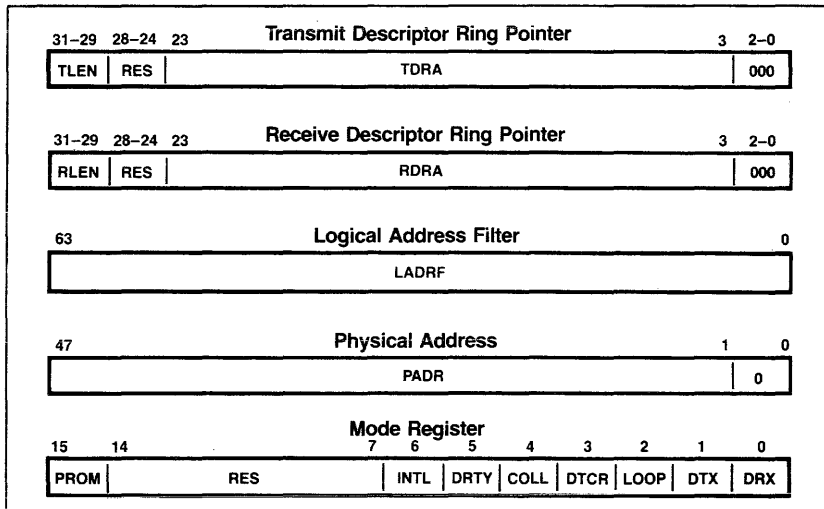 Transmit Descriptor Ring Pointer
31–29 28–24 23 3 2–0
TLEN RES TDRA 000
Receive Descriptor Ring Pointer
31–29 28–24 23 3 2–0
RLEN RES RDRA 000
Logical Address Filter
63 0
LADRF
Physical Address
47 1 0
PADR 0
Mode Register
15 14 7 6 5 4 3 2 1 0
PROM RES INTL DRTY COLL DTCR LOOP DTX DRX